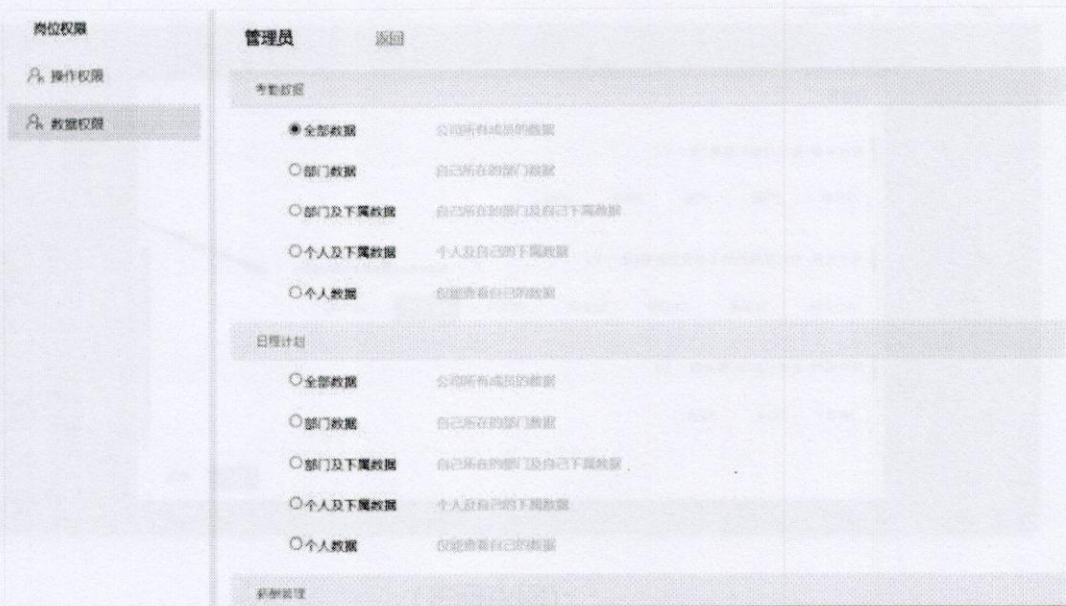 岗位权限
操作权限
数据权限
管理员 返回
考勤数据
全部数据 公司所有成员的数据
部门数据 自己所在的部门数据
部门及下属数据 自己所在的部门及自己下属数据
个人及下属数据 个人及自己的下属数据
个人数据 仅能查看自己的数据
日程计划
全部数据 公司所有成员的数据
部门数据 自己所在的部门数据
部门及下属数据 自己所在的部门及自己下属数据
个人及下属数据 个人及自己的下属数据
个人数据 仅能查看自己的数据
薪酬管理